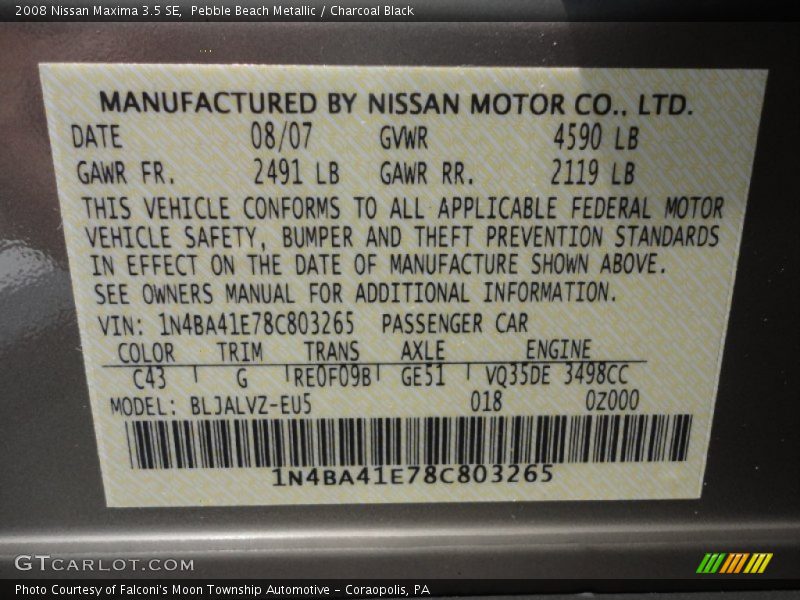 2008 Nissan Maxima 3.5 SE, Pebble Beach Metallic / Charcoal Black
MANUFACTURED BY NISSAN MOTOR CO., LTD.
DATE 08/07 GVWR 4590 LB
GAWR FR. 2491 LB GAWR RR. 2119 LB
THIS VEHICLE CONFORMS TO ALL APPLICABLE FEDERAL MOTOR
VEHICLE SAFETY, BUMPER AND THEFT PREVENTION STANDARDS
IN EFFECT ON THE DATE OF MANUFACTURE SHOWN ABOVE.
SEE OWNERS MANUAL FOR ADDITIONAL INFORMATION.
VIN: 1N4BA41E78C803265 PASSENGER CAR
COLOR TRIM TRANS AXLE ENGINE
C43 G RE0F09B GE51 VQ35DE 3498CC
MODEL: BLJALVZ-EU5 018 0Z000
1N4BA41E78C803265
GTCARLOT.COM
Photo Courtesy of Falconi's Moon Township Automotive - Coraopolis, PA